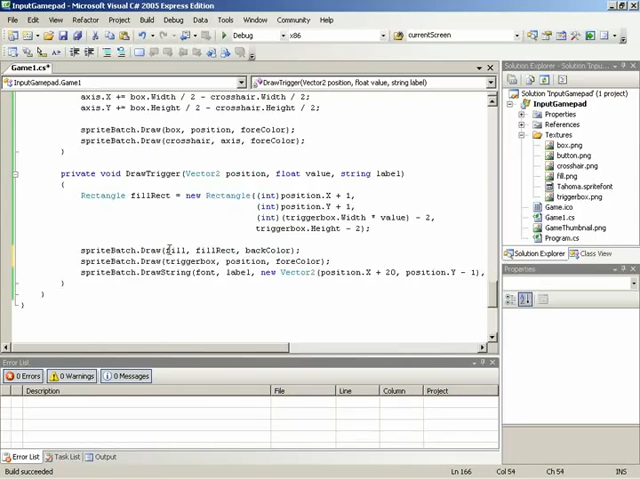 InputGamepad - Microsoft Visual C# 2005 Express Edition
File Edit View Refactor Project Build Debug Data Tools Window Community Help
Debug x86 currentScreen
Game1.cs*
InputGamepad.Game1 DrawTrigger(Vector2 position, float value, string label)
axis.X += box.Width / 2 - crosshair.Width / 2;
axis.Y += box.Height / 2 - crosshair.Height / 2;
spriteBatch.Draw(box, position, foreColor);
spriteBatch.Draw(crosshair, axis, foreColor);
}
private void DrawTrigger(Vector2 position, float value, string label)
{
Rectangle fillRect = new Rectangle((int)position.X + 1,
(int)position.Y + 1,
(int)(triggerbox.Width * value) - 2,
triggerbox.Height - 2);
spriteBatch.Draw(fill, fillRect, backColor);
spriteBatch.Draw(triggerbox, position, foreColor);
spriteBatch.DrawString(font, label, new Vector2(position.X + 20, position.Y - 1),
}
}
}
Solution Explorer
Solution 'InputGamepad' (1 project)
InputGamepad
Properties
References
Textures
box.png
button.png
crosshair.png
fill.png
Tahoma.spritefont
triggerbox.png
Game.ico
Game1.cs
GameThumbnail.png
Program.cs
Solution Explorer Class View
Properties
Error List
0 Errors 0 Warnings 0 Messages
Description File Line Column Project
Error List Task List Output
Build succeeded Ln 166 Col 54 Ch 54 INS